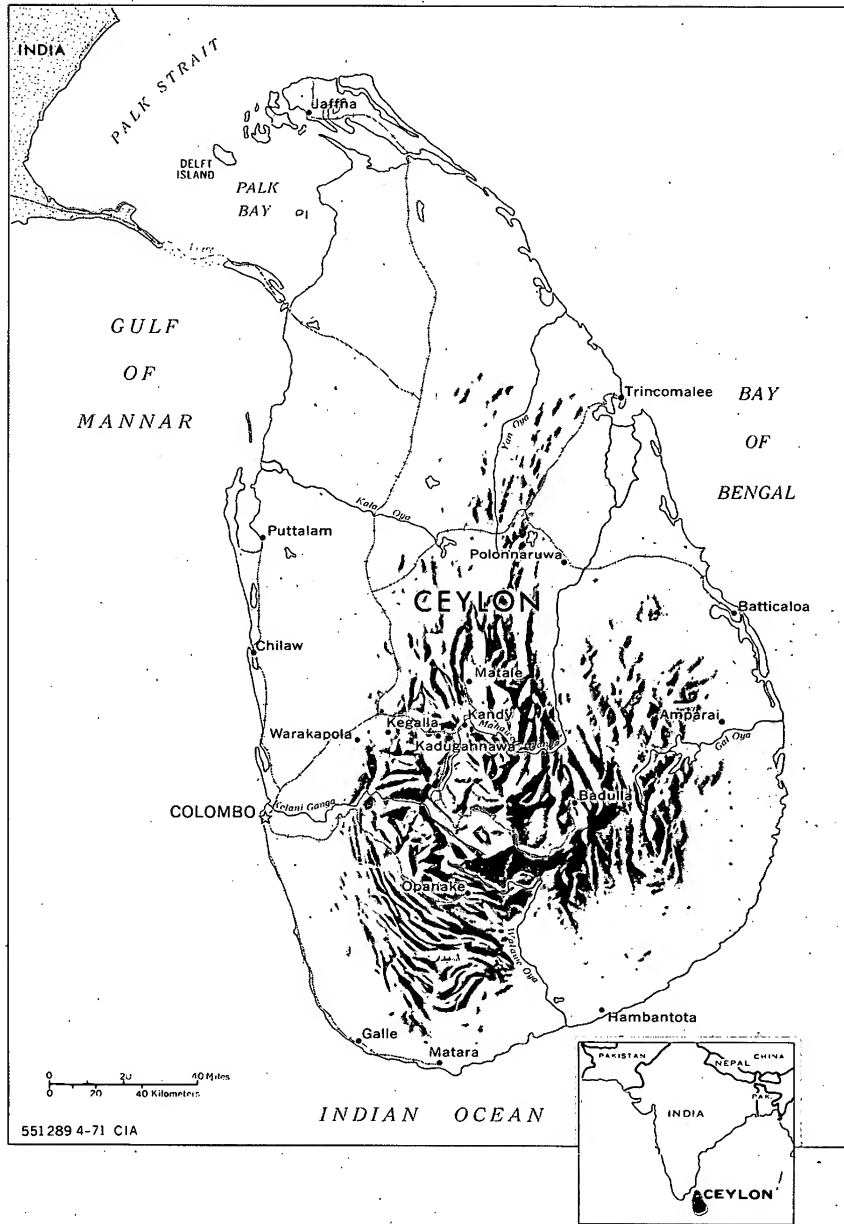 INDIA
PALK STRAIT
Jaffna
DELFT
ISLAND
PALK
BAY
GULF
OF
MANNAR
Trincomalee
BAY
OF
BENGAL
Yan Oya
Kala Oya
Puttalam
Polonnaruwa
CEYLON
Batticaloa
Chilaw
Matale
Kandy
Amparai
Warakapola
Kegalla
Kadugannawa
Gal Oya
Badulla
COLOMBO
Kelani Ganga
Opanake
Walawe Oya
Hambantota
Galle
Matara
0 20 40 Miles
0 20 40 Kilometers
INDIAN OCEAN
551289 4-71 CIA
PAKISTAN
NEPAL
CHINA
PAK.
INDIA
CEYLON